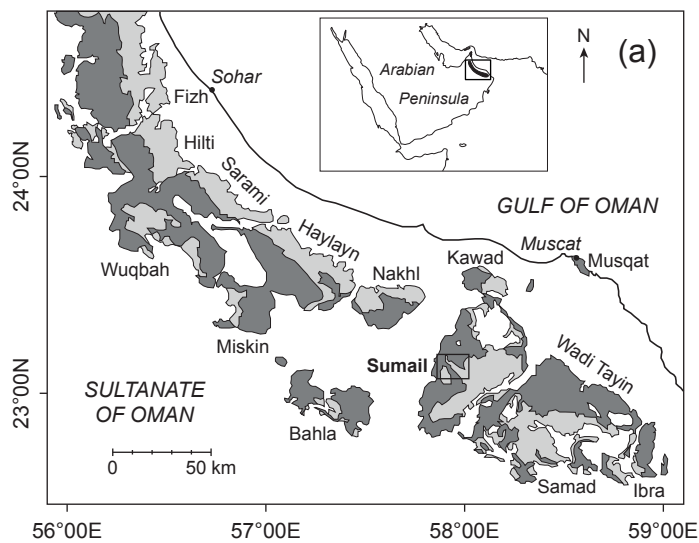 (a)
N
Arabian
Peninsula
Sohar
Fizh
Hilti
Sarami
Haylayn
GULF OF OMAN
Muscat
Musqat
Kawad
Nakhl
Wuqbah
Miskin
Sumail
Wadi Tayin
SULTANATE
OF OMAN
Bahla
Samad
Ibra
0 50 km
24°00N
23°00N
56°00E 57°00E 58°00E 59°00E